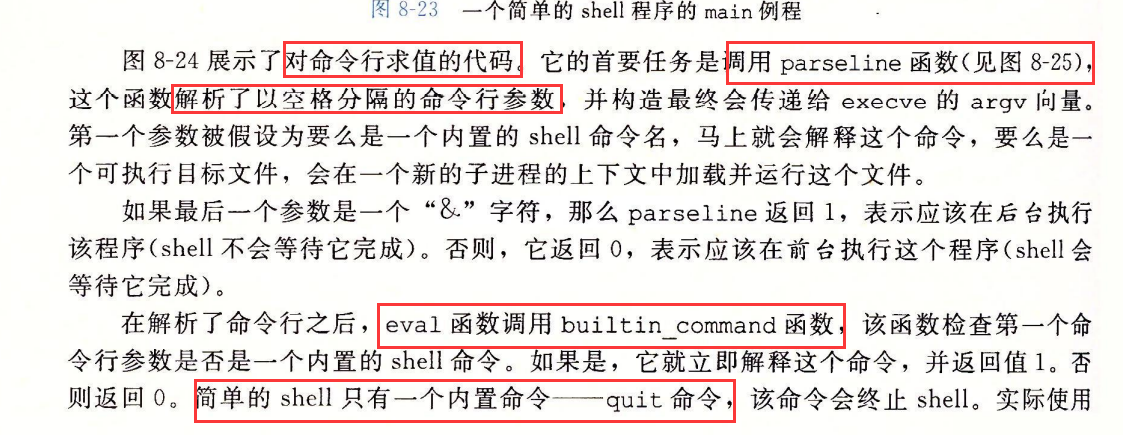 图 8-23 一个简单的 shell 程序的 main 例程
图 8-24 展示了对命令行求值的代码。它的首要任务是调用 parseline 函数(见图 8-25),
这个函数解析了以空格分隔的命令行参数，并构造最终会传递给 execve 的 argv 向量。
第一个参数被假设为要么是一个内置的 shell 命令名，马上就会解释这个命令，要么是一
个可执行目标文件，会在一个新的子进程的上下文中加载并运行这个文件。
如果最后一个参数是一个“&”字符，那么 parseline 返回 1，表示应该在后台执行
该程序(shell 不会等待它完成)。否则，它返回 0，表示应该在前台执行这个程序(shell 会
等待它完成)。
在解析了命令行之后，eval 函数调用 builtin_command 函数，该函数检查第一个命
令行参数是否是一个内置的 shell 命令。如果是，它就立即解释这个命令，并返回值 1。否
则返回 0。简单的 shell 只有一个内置命令——quit 命令，该命令会终止 shell。实际使用